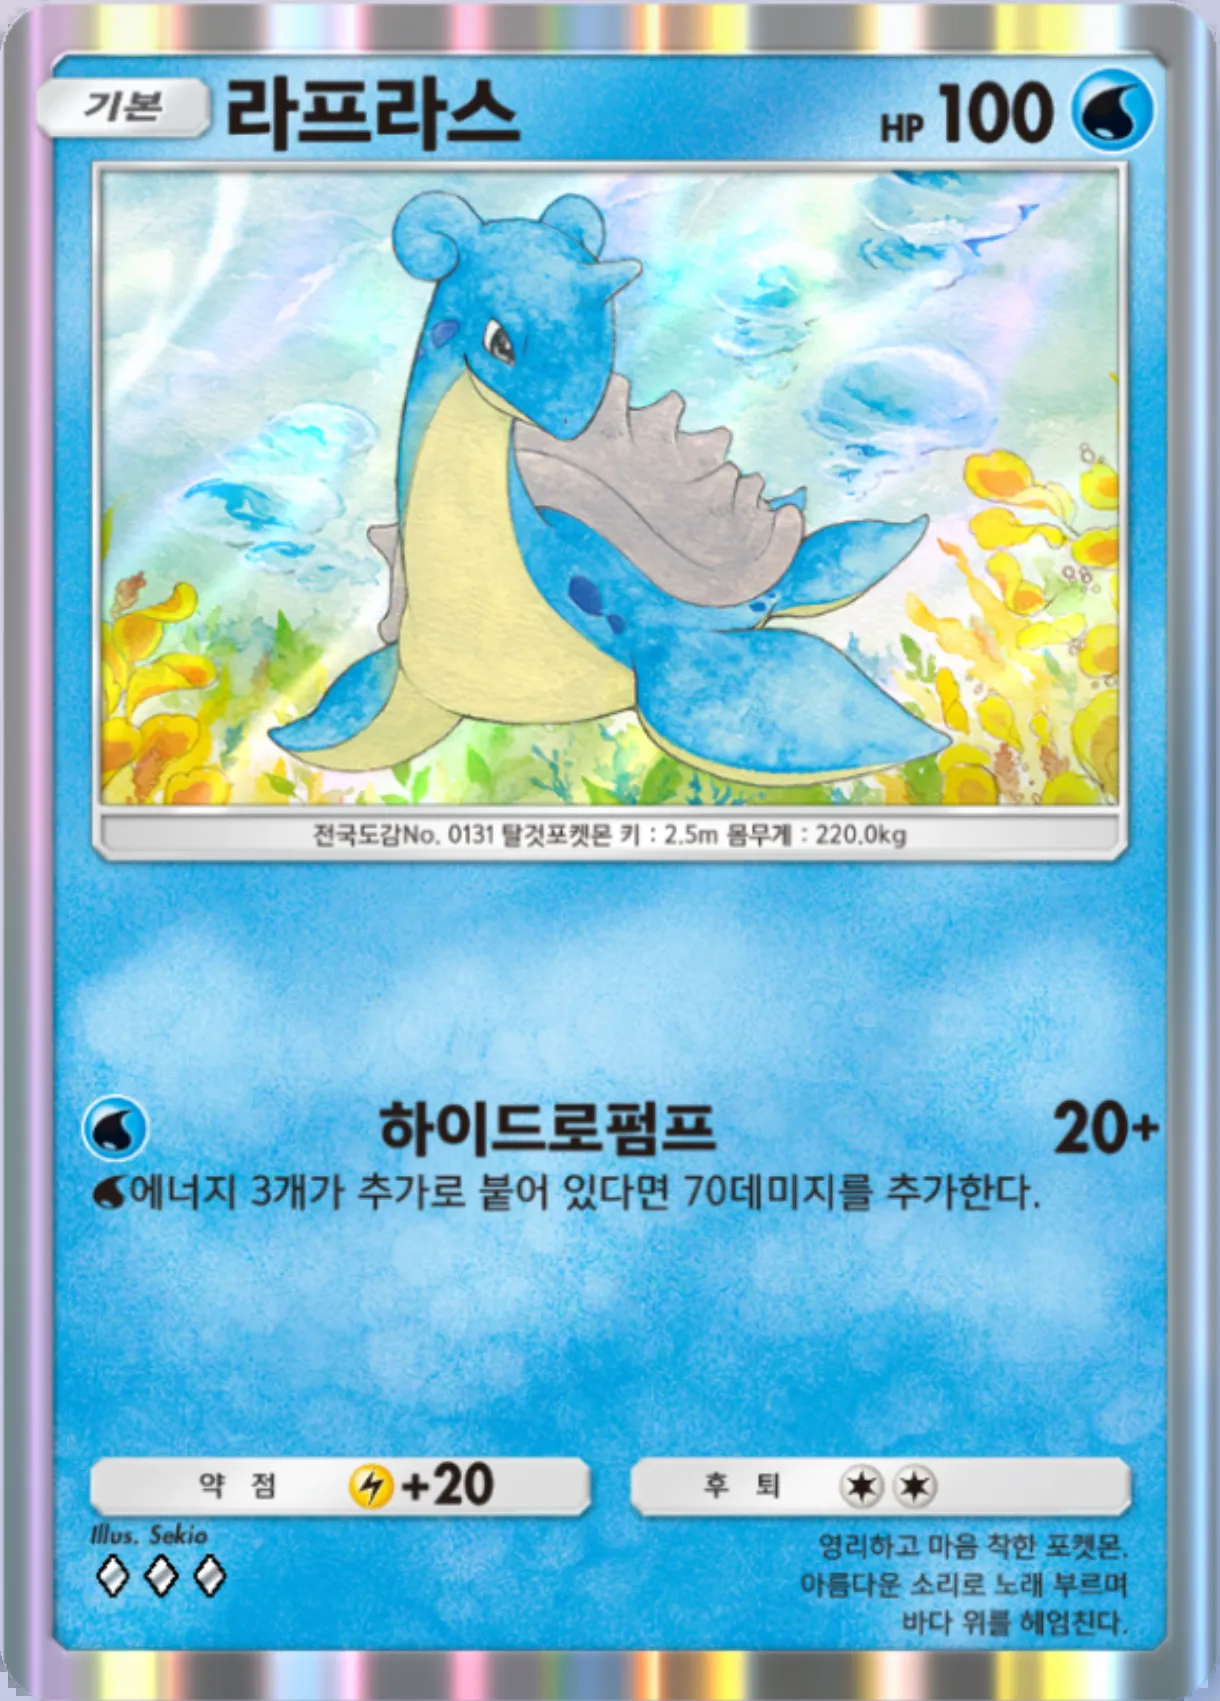 기본 라프라스 HP 100
전국도감No. 0131 탈것포켓몬 키 : 2.5m 몸무게 : 220.0kg
하이드로펌프 20+
에너지 3개가 추가로 붙어 있다면 70데미지를 추가한다.
약 점 +20 후 퇴
Illus. Sekio
영리하고 마음 착한 포켓몬.
아름다운 소리로 노래 부르며
바다 위를 헤엄친다.